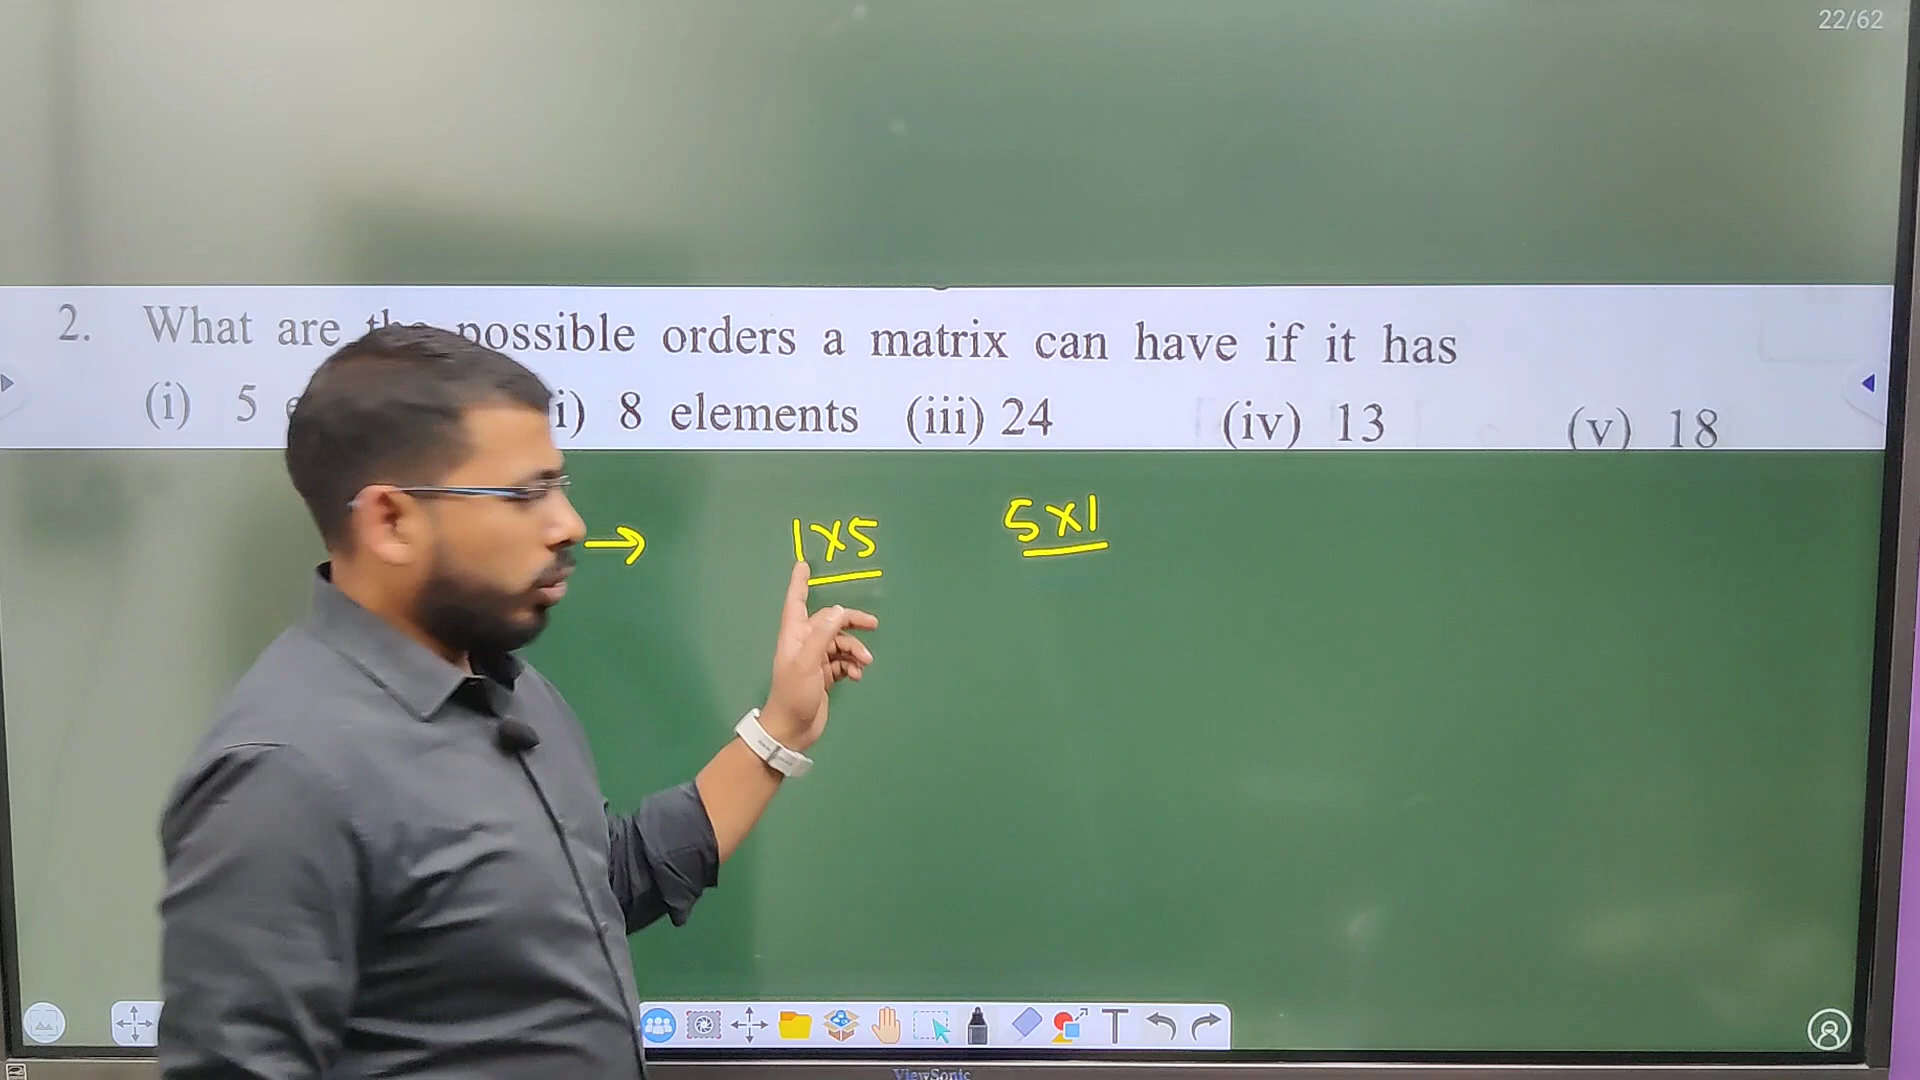 22/62
2. What are the possible orders a matrix can have if it has
(i) 5 i) 8 elements (iii) 24 (iv) 13 (v) 18
→ 1×5 5×1
ViewSonic